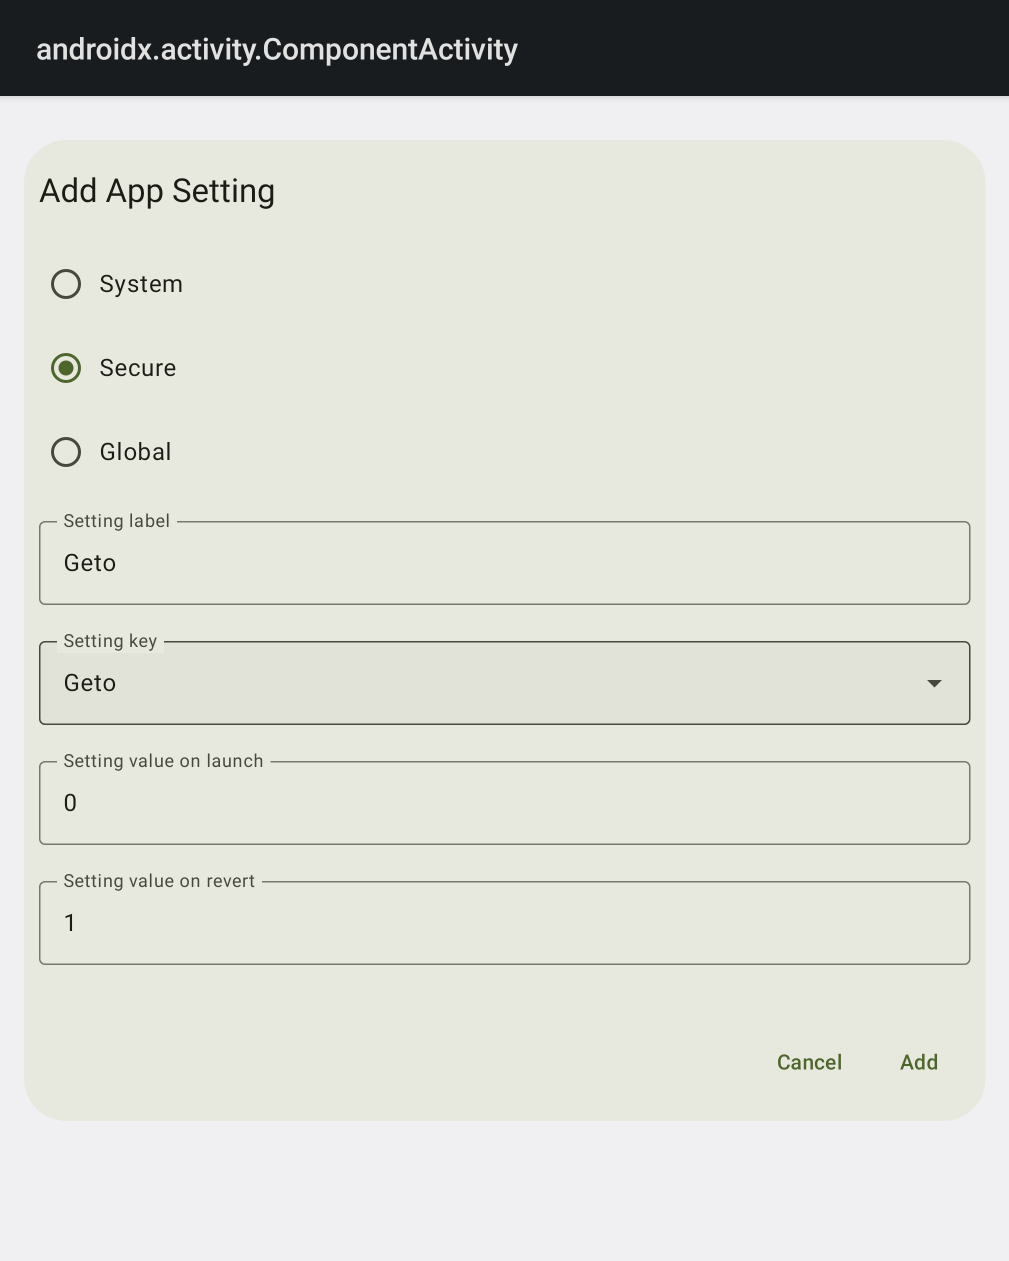 androidx.activity.ComponentActivity
Add App Setting
System
Secure
Global
Setting label
Geto
Setting key
Geto
Setting value on launch
0
Setting value on revert
1
Cancel Add